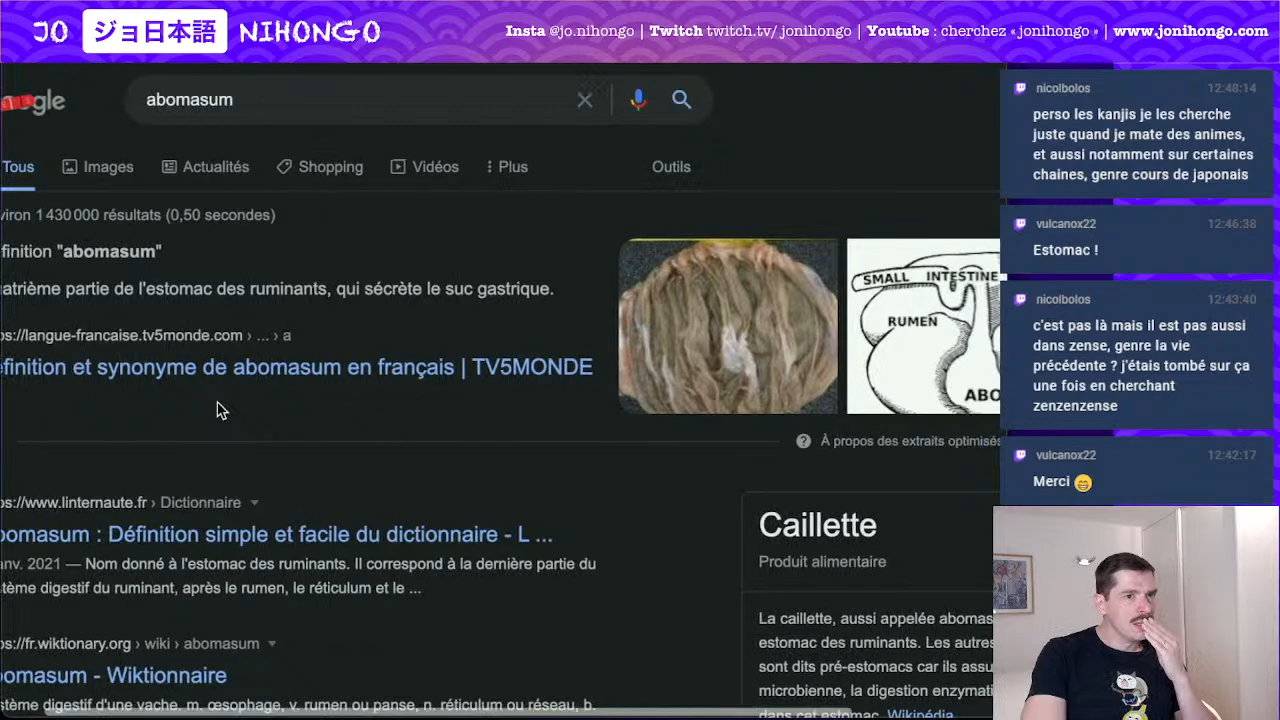 JO ジョ日本語 NIHONGO
Insta @jo.nihongo | Twitch twitch.tv/ jonihongo | Youtube : cherchez « jonihongo » | www.jonihongo.com
gle
abomasum
Tous Images Actualités Shopping Vidéos Plus Outils
viron 1 430 000 résultats (0,50 secondes)
finition "abomasum"
atrième partie de l'estomac des ruminants, qui sécrète le suc gastrique.
ps://langue-francaise.tv5monde.com › ... › a
éfinition et synonyme de abomasum en français | TV5MONDE
SMALL INTESTINE
RUMEN
ABO
À propos des extraits optimisés
ps://www.linternaute.fr › Dictionnaire
bomasum : Définition simple et facile du dictionnaire - L ...
anv. 2021 — Nom donné à l'estomac des ruminants. Il correspond à la dernière partie du
tème digestif du ruminant, après le rumen, le réticulum et le ...
ps://fr.wiktionary.org › wiki › abomasum
bomasum - Wiktionnaire
stème digestif d'une vache. m. œsophage, v. rumen ou panse, n. réticulum ou réseau, b.
Caillette
Produit alimentaire
La caillette, aussi appelée abomas
estomac des ruminants. Les autres
sont dits pré-estomacs car ils assu
microbienne, la digestion enzymati
dans cet estomac. Wikipédia
nicolbolos 12:48:14
perso les kanjis je les cherche
juste quand je mate des animes,
et aussi notamment sur certaines
chaines, genre cours de japonais
vulcanox22 12:46:38
Estomac !
nicolbolos 12:43:40
c'est pas là mais il est pas aussi
dans zense, genre la vie
précédente ? j'étais tombé sur ça
une fois en cherchant
zenzenzense
vulcanox22 12:42:17
Merci 😁